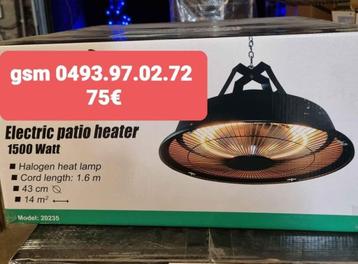 gsm 0493.97.02.72
75€
Electric patio heater
1500 Watt
■ Halogen heat lamp
■ Cord length: 1.6 m
■ 43 cm ⌀
■ 14 m² ⟷
Model: 20235